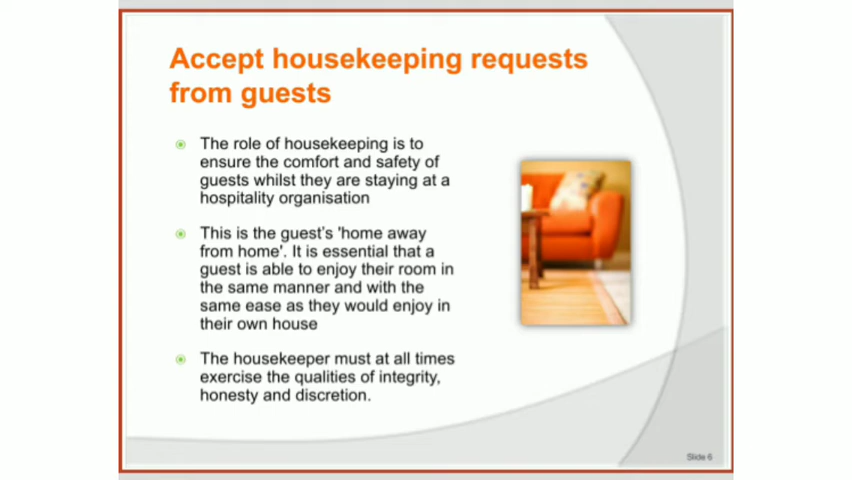 Accept housekeeping requests
from guests
The role of housekeeping is to
ensure the comfort and safety of
guests whilst they are staying at a
hospitality organisation
This is the guest's 'home away
from home'. It is essential that a
guest is able to enjoy their room in
the same manner and with the
same ease as they would enjoy in
their own house
The housekeeper must at all times
exercise the qualities of integrity,
honesty and discretion.
Slide 6